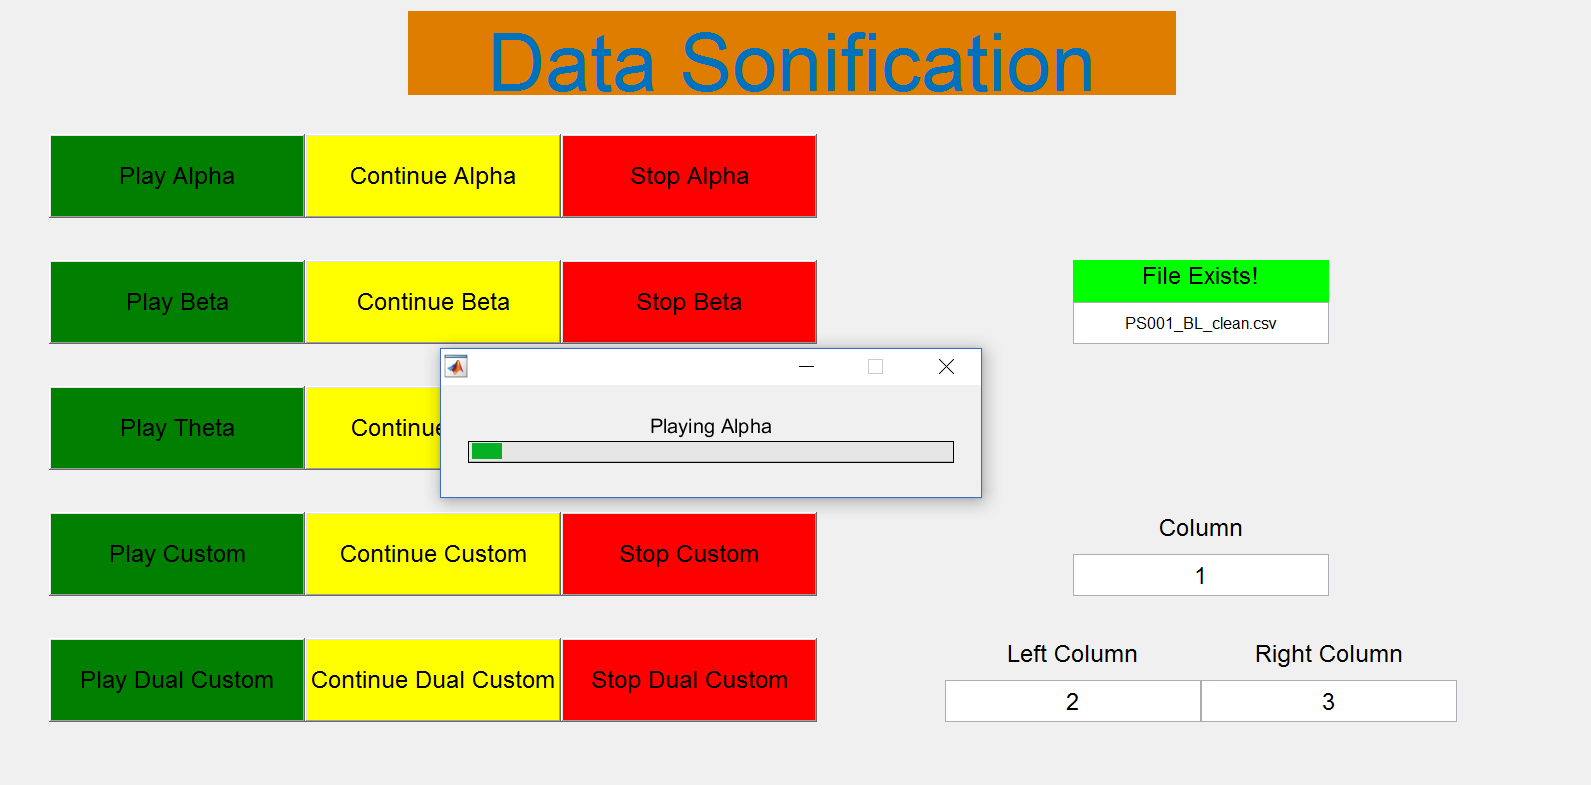 Data Sonification
Play Alpha
Continue Alpha
Stop Alpha
Play Beta
Continue Beta
Stop Beta
File Exists!
PS001_BL_clean.csv
Play Theta
Playing Alpha
Play Custom
Continue Custom
Stop Custom
Column
1
Play Dual Custom
Continue Dual Custom
Stop Dual Custom
Left Column
Right Column
2
3